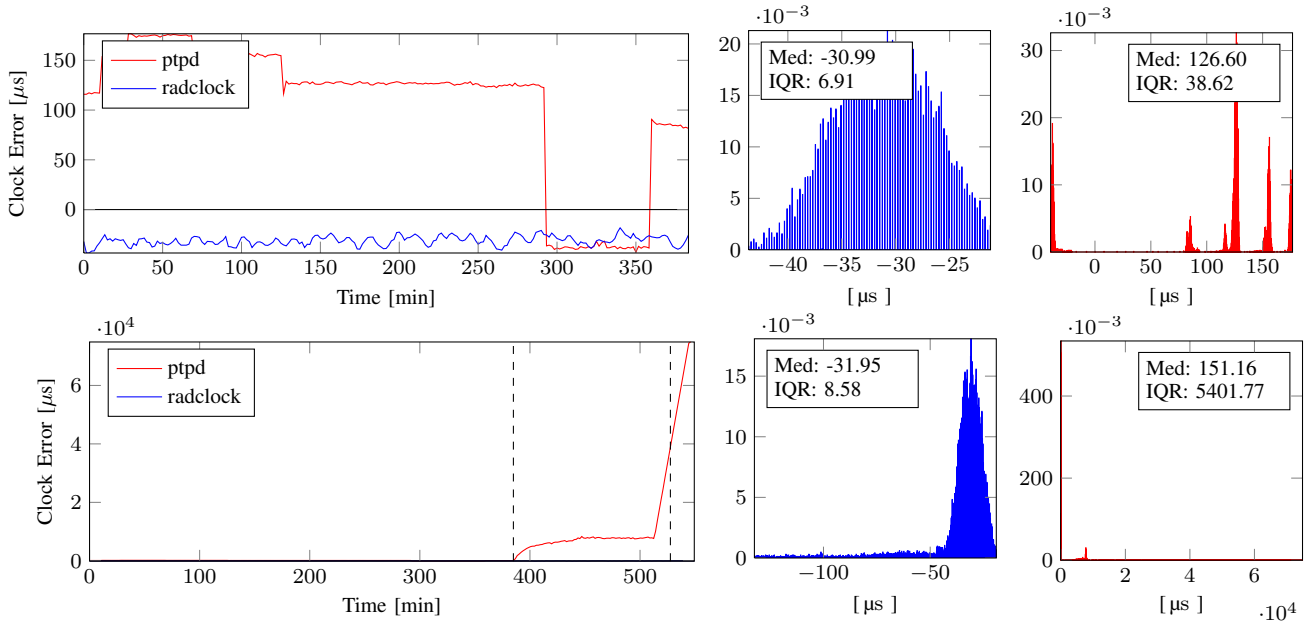 ptpd
radclock
150
100
50
0
Clock Error [µs]
0 50 100 150 200 250 300 350
Time [min]
·10⁻³
20
15
10
5
0
Med: -30.99
IQR: 6.91
−40 −35 −30 −25
[ µs ]
·10⁻³
30
20
10
0
Med: 126.60
IQR: 38.62
0 50 100 150
[ µs ]
·10⁴
ptpd
radclock
6
4
2
0
Clock Error [µs]
0 100 200 300 400 500
Time [min]
·10⁻³
15
10
5
0
Med: -31.95
IQR: 8.58
−100 −50
[ µs ]
·10⁻³
400
200
0
Med: 151.16
IQR: 5401.77
0 2 4 6
[ µs ]
·10⁴